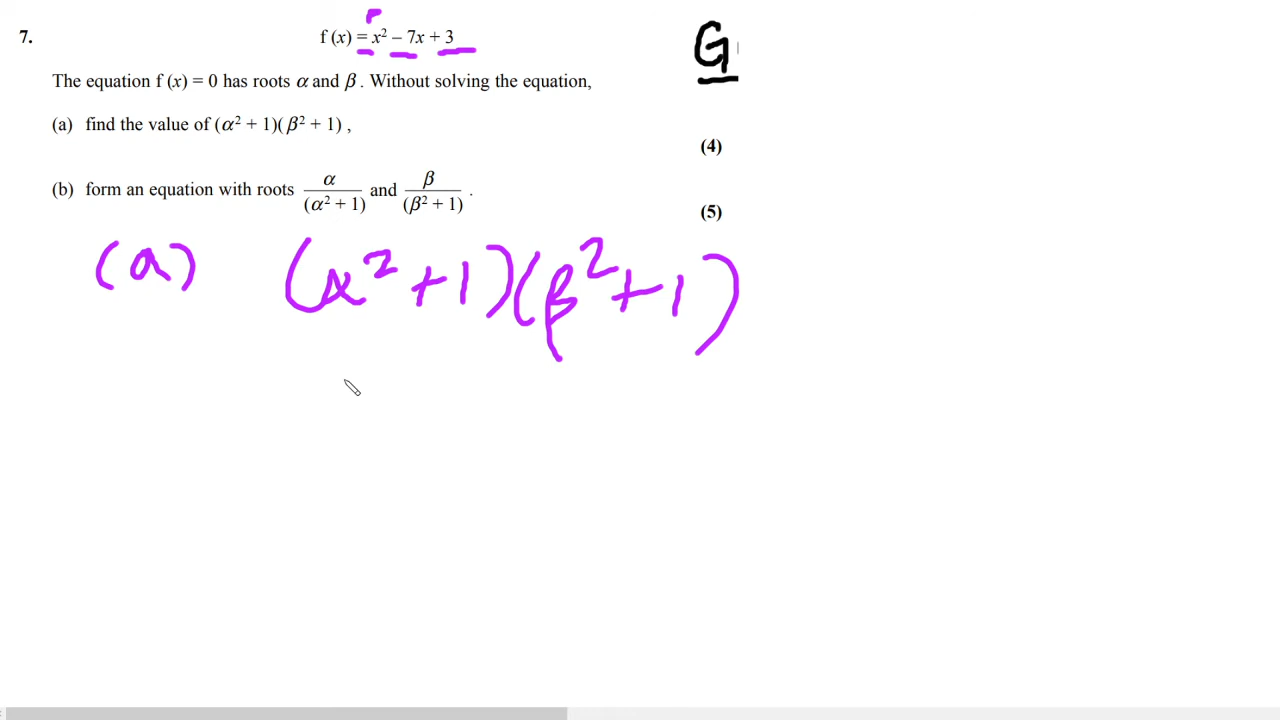 7. f (x) = x² – 7x + 3
G
The equation f (x) = 0 has roots α and β . Without solving the equation,
(a) find the value of (α² + 1)( β² + 1) ,
(4)
(b) form an equation with roots α/(α² + 1) and β/(β² + 1) .
(5)
(a) (α²+1)(β²+1)